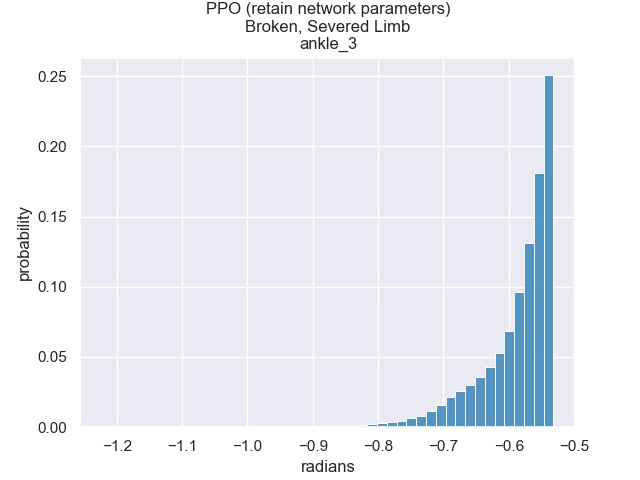 PPO (retain network parameters)
Broken, Severed Limb
ankle_3
0.25
0.20
0.15
0.10
0.05
0.00
probability
−1.2 −1.1 −1.0 −0.9 −0.8 −0.7 −0.6 −0.5
radians